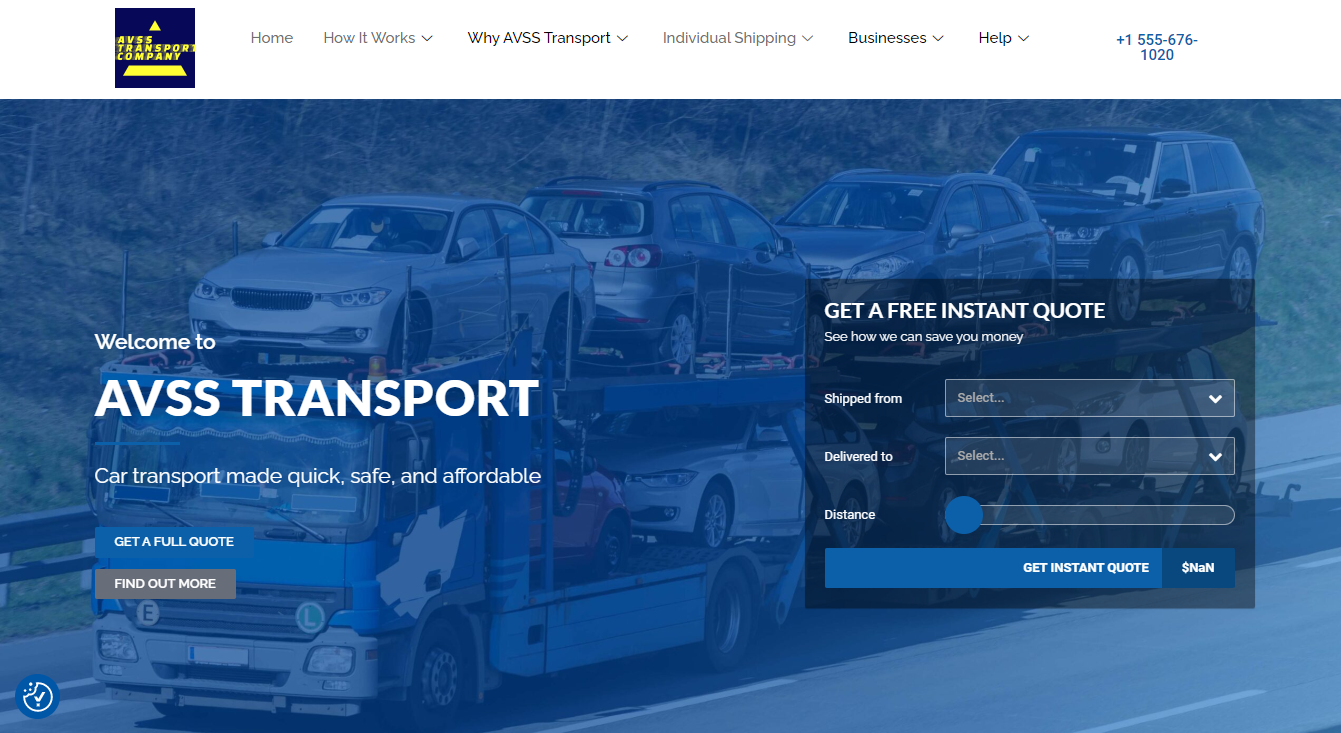 AVSS
TRANSPORT
COMPANY
Home
How It Works
Why AVSS Transport
Individual Shipping
Businesses
Help
+1 555-676-
1020
Welcome to
AVSS TRANSPORT
Car transport made quick, safe, and affordable
GET A FULL QUOTE
FIND OUT MORE
E
L
GET A FREE INSTANT QUOTE
See how we can save you money
Shipped from
Select...
Delivered to
Select...
Distance
GET INSTANT QUOTE
$NaN